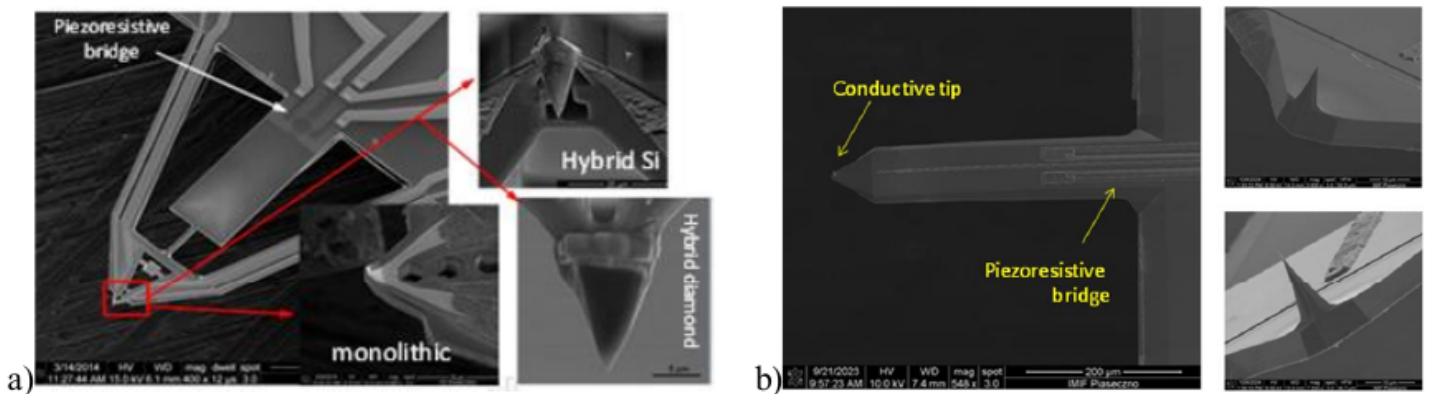 Piezoresistive
bridge
Hybrid Si
Hybrid diamond
monolithic
3/14/2014 HV WD mag dwell spot
11:27:44 AM 15.0 kV 6.1 mm 400 x 12 µs 3.0
5 µm
a)
Conductive tip
Piezoresistive
bridge
9/21/2023 HV WD mag spot
9:57:23 AM 10.0 kV 7.4 mm 548 x 3.0
200 µm
IMiF Piaseczno
b)